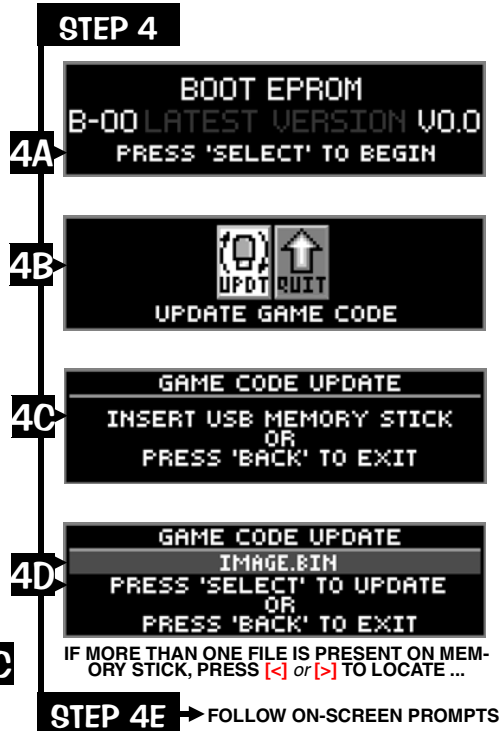 STEP 4
BOOT EPROM
B-00 LATEST VERSION V0.0
4A
PRESS 'SELECT' TO BEGIN
4B
UPDT QUIT
UPDATE GAME CODE
GAME CODE UPDATE
4C
INSERT USB MEMORY STICK
OR
PRESS 'BACK' TO EXIT
GAME CODE UPDATE
IMAGE.BIN
4D
PRESS 'SELECT' TO UPDATE
OR
PRESS 'BACK' TO EXIT
C
IF MORE THAN ONE FILE IS PRESENT ON MEM-
ORY STICK, PRESS [<] or [>] TO LOCATE ...
STEP 4E FOLLOW ON-SCREEN PROMPTS